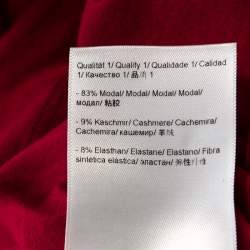 Qualität 1/ Quality 1/ Qualidade 1/ Calidad
1/ Качество 1/ 品质 1
- 83% Modal/ Modal/ Modal/ Modal/
модал/ 粘胶
- 9% Kaschmir/ Cashmere/ Cachemira/
Cachemira/ кашемир/ 羊绒
- 8% Elasthan/ Elastane/ Elastano/ Fibra
sintética elástica/ эластан/ 弹性纤维